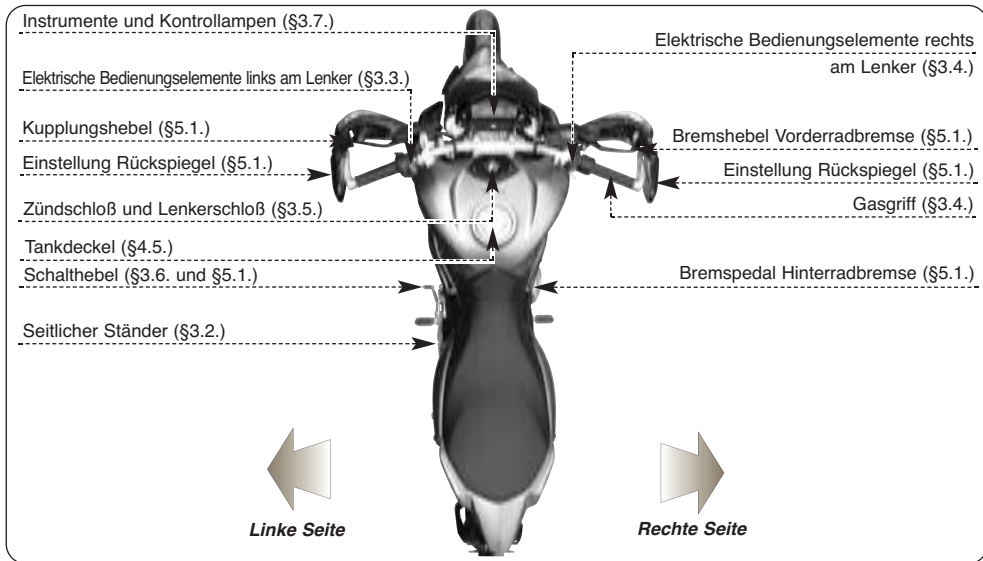 Instrumente und Kontrollampen (§3.7.)
Elektrische Bedienungselemente links am Lenker (§3.3.)
Kupplungshebel (§5.1.)
Einstellung Rückspiegel (§5.1.)
Zündschloß und Lenkerschloß (§3.5.)
Tankdeckel (§4.5.)
Schalthebel (§3.6. und §5.1.)
Seitlicher Ständer (§3.2.)
Elektrische Bedienungselemente rechts
am Lenker (§3.4.)
Bremshebel Vorderradbremse (§5.1.)
Einstellung Rückspiegel (§5.1.)
Gasgriff (§3.4.)
Bremspedal Hinterradbremse (§5.1.)
Linke Seite
Rechte Seite